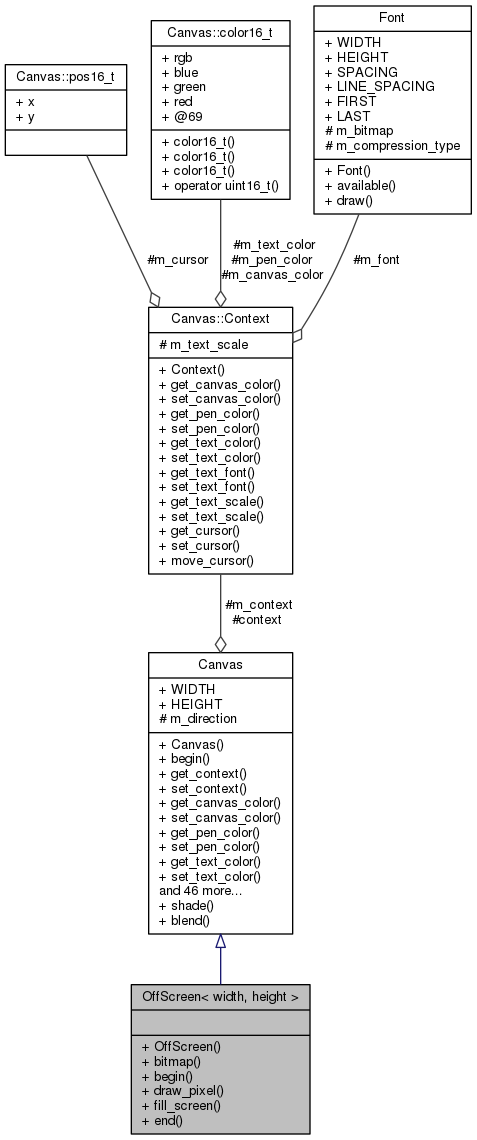 Canvas::pos16_t
+ x
+ y
Canvas::color16_t
+ rgb
+ blue
+ green
+ red
+ @69
+ color16_t()
+ color16_t()
+ color16_t()
+ operator uint16_t()
Font
+ WIDTH
+ HEIGHT
+ SPACING
+ LINE_SPACING
+ FIRST
+ LAST
# m_bitmap
# m_compression_type
+ Font()
+ available()
+ draw()
#m_cursor
#m_text_color
#m_pen_color
#m_canvas_color
#m_font
Canvas::Context
# m_text_scale
+ Context()
+ get_canvas_color()
+ set_canvas_color()
+ get_pen_color()
+ set_pen_color()
+ get_text_color()
+ set_text_color()
+ get_text_font()
+ set_text_font()
+ get_text_scale()
+ set_text_scale()
+ get_cursor()
+ set_cursor()
+ move_cursor()
#m_context
#context
Canvas
+ WIDTH
+ HEIGHT
# m_direction
+ Canvas()
+ begin()
+ get_context()
+ set_context()
+ get_canvas_color()
+ set_canvas_color()
+ get_pen_color()
+ set_pen_color()
+ get_text_color()
+ set_text_color()
and 46 more...
+ shade()
+ blend()
OffScreen< width, height >
+ OffScreen()
+ bitmap()
+ begin()
+ draw_pixel()
+ fill_screen()
+ end()